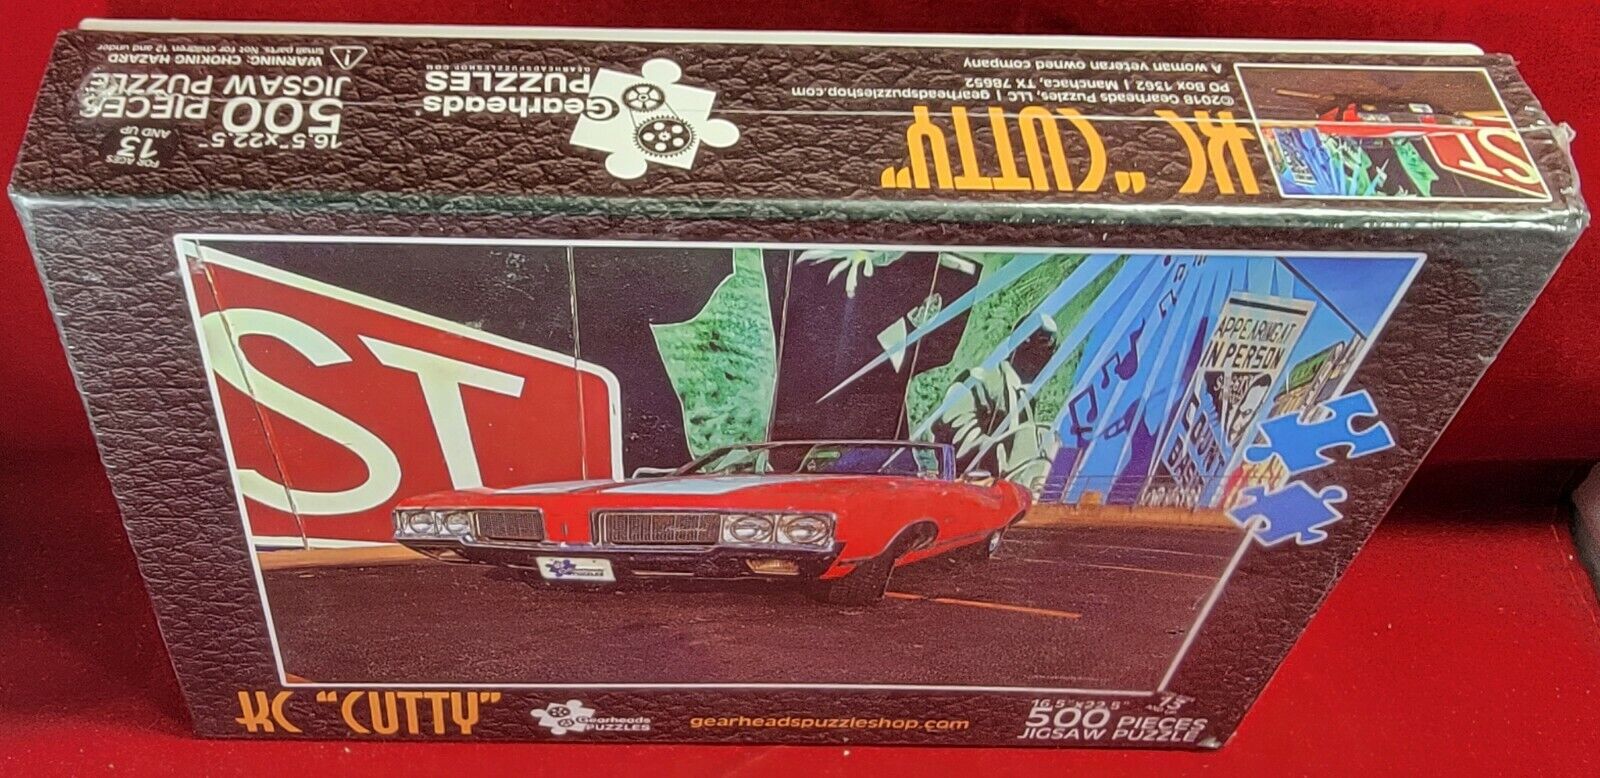 WARNING: CHOKING HAZARD
Small parts. Not for children 12 and under
16.5"x22.5"
500 PIECES
JIGSAW PUZZLE
FOR AGES
13
AND UP
Gearheads
PUZZLES
GEARHEADSPUZZLESHOP.COM
KC "CUTTY"
©2018 Gearheads Puzzles, LLC | gearheadspuzzleshop.com
PO Box 1362 | Manchaca, TX 78652
A woman veteran owned company
ST
ST
APPEARING AT
IN PERSON
COUNT
KC "CUTTY"
Gearheads
PUZZLES
gearheadspuzzleshop.com
16.5"x22.5"
500 PIECES
JIGSAW PUZZLE
13